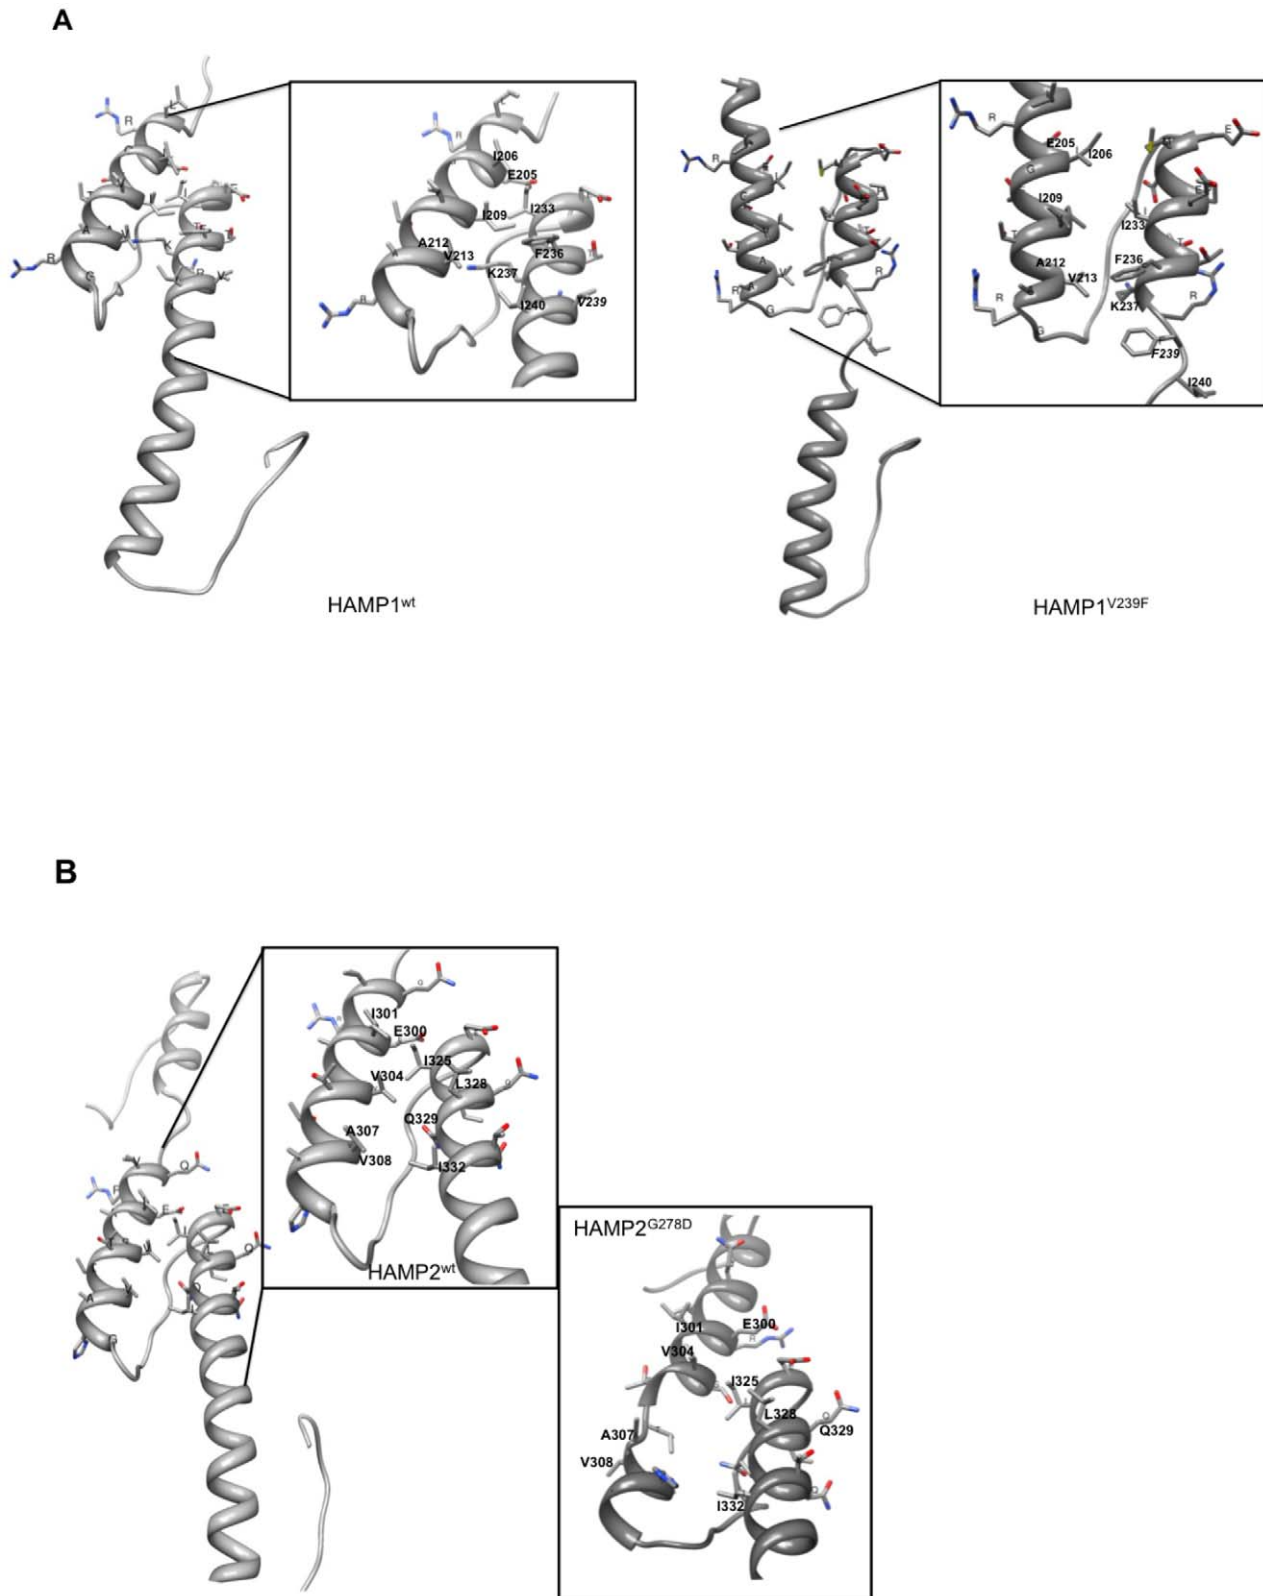 A
R
L
R
G
K
R
V
I206
E205
I209
I233
A212
V213
F236
K237
I240
V239
R
R
A
HAMP1wt
R
R
G
E205
I206
I209
I233
A212
V213
F236
K237
F239
I240
R
G
T
E
R
HAMP1V239F
B
I301
E300
V304
I325
L328
Q329
A307
V308
I332
HAMP2wt
Q
R
E
Q
A
G
HAMP2G278D
I301
E300
V304
I325
L328
Q329
A307
V308
I332